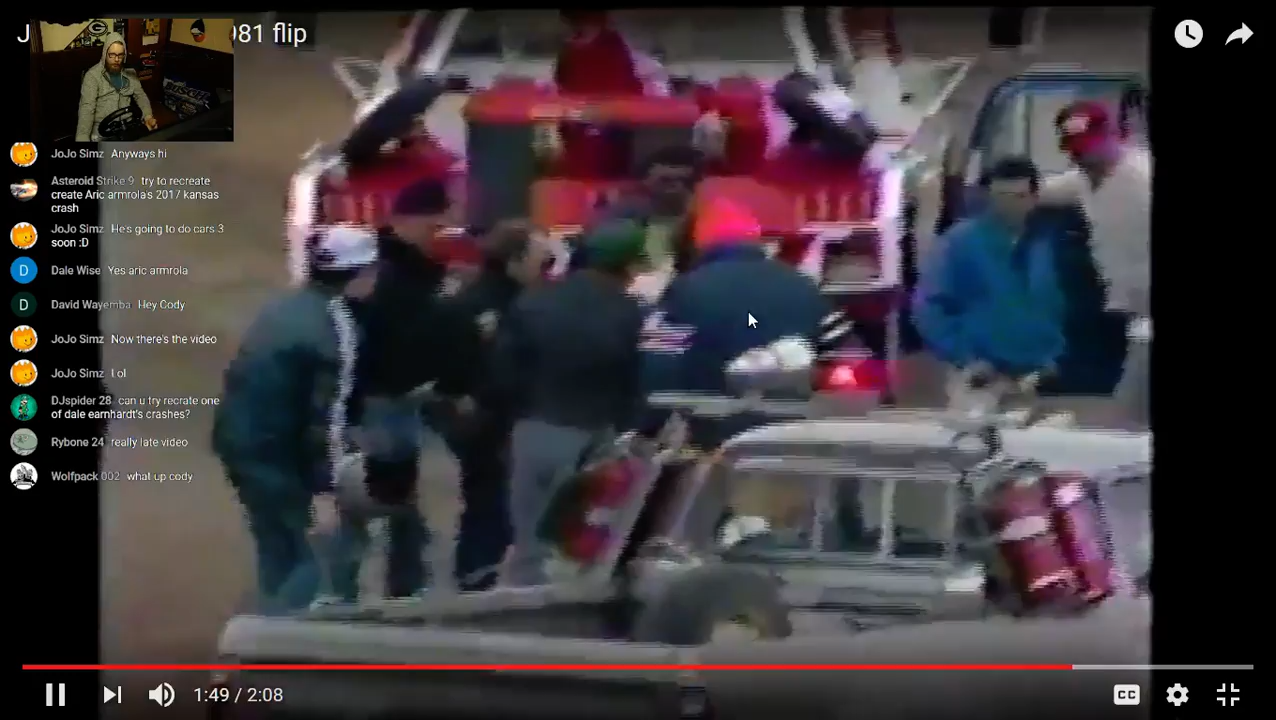 J
981 flip
JoJo Simz Anyways hi
Asteroid Strike 9 try to recreate
create Aric armrola's 2017 kansas
crash
JoJo Simz He's going to do cars 3
soon :D
D
Dale Wise Yes aric armrola
D
David Wayemba Hey Cody
JoJo Simz Now there's the video
JoJo Simz Lol
DJspider 28 can u try recrate one
of dale earnhardt's crashes?
Rybone 24 really late video
Wolfpack 002 what up cody
1:49 / 2:08
CC